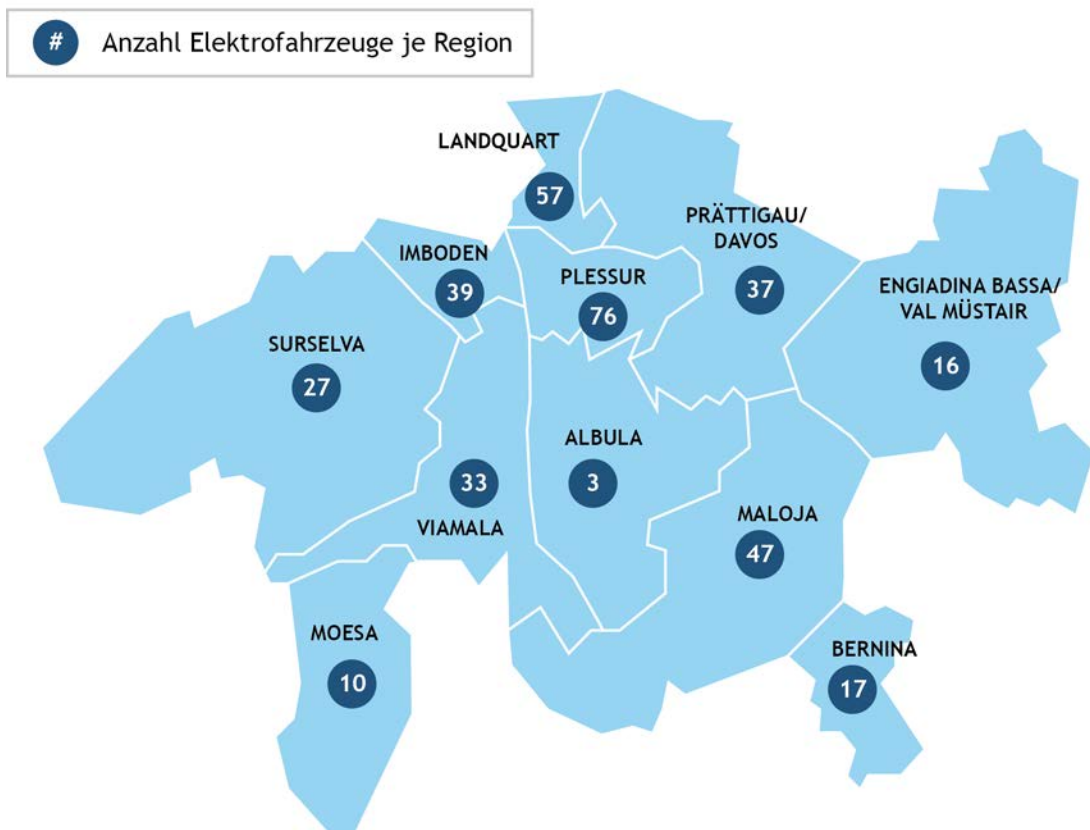 # Anzahl Elektrofahrzeuge je Region
LANDQUART
57
PRÄTTIGAU/
DAVOS
37
IMBODEN
39
PLESSUR
76
ENGIADINA BASSA/
VAL MÜSTAIR
16
SURSELVA
27
ALBULA
3
33
VIAMALA
MALOJA
47
MOESA
10
BERNINA
17